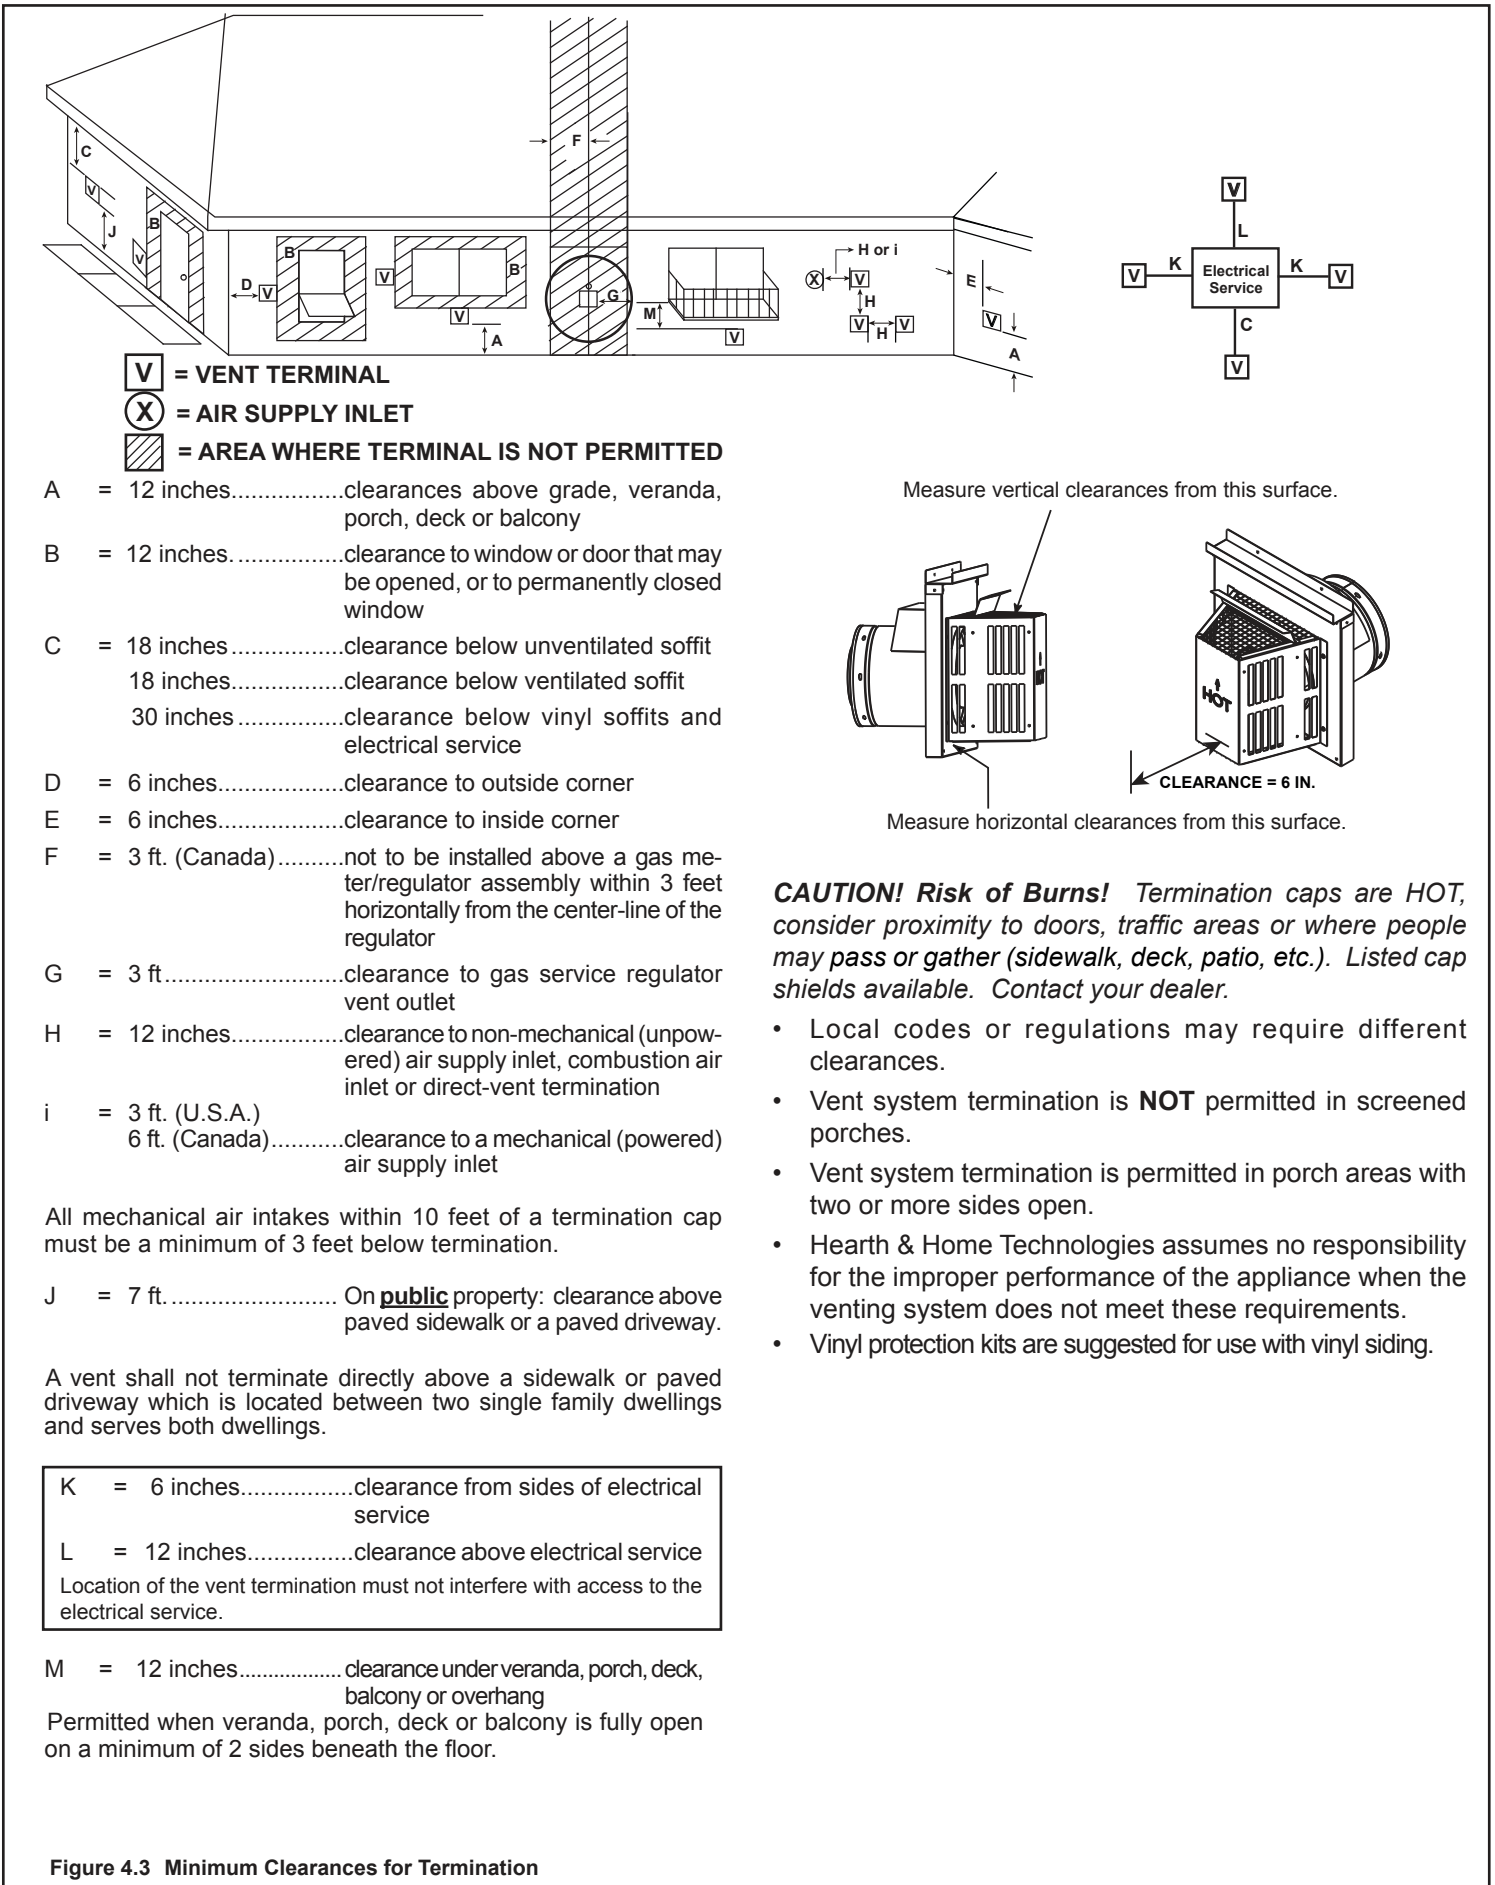 F
C
V
J
B
V
D
V
B
V
B
V
A
G
M
V
H or i
X
V
H
V
H
V
E
V
A
V
L
V
K
Electrical
Service
K
V
C
V
V = VENT TERMINAL
X = AIR SUPPLY INLET
= AREA WHERE TERMINAL IS NOT PERMITTED
A = 12 inches.................clearances above grade, veranda,
porch, deck or balcony
B = 12 inches. ................clearance to window or door that may
be opened, or to permanently closed
window
C = 18 inches .................clearance below unventilated soffit
18 inches.................clearance below ventilated soffit
30 inches ................clearance below vinyl soffits and
electrical service
D = 6 inches...................clearance to outside corner
E = 6 inches...................clearance to inside corner
F = 3 ft. (Canada) ..........not to be installed above a gas me-
ter/regulator assembly within 3 feet
horizontally from the center-line of the
regulator
G = 3 ft ...........................clearance to gas service regulator
vent outlet
H = 12 inches.................clearance to non-mechanical (unpow-
ered) air supply inlet, combustion air
inlet or direct-vent termination
i = 3 ft. (U.S.A.)
6 ft. (Canada)...........clearance to a mechanical (powered)
air supply inlet
All mechanical air intakes within 10 feet of a termination cap
must be a minimum of 3 feet below termination.
J = 7 ft. ......................... On public property: clearance above
paved sidewalk or a paved driveway.
A vent shall not terminate directly above a sidewalk or paved
driveway which is located between two single family dwellings
and serves both dwellings.
K = 6 inches.................clearance from sides of electrical
service
L = 12 inches................clearance above electrical service
Location of the vent termination must not interfere with access to the
electrical service.
M = 12 inches..................clearance under veranda, porch, deck,
balcony or overhang
Permitted when veranda, porch, deck or balcony is fully open
on a minimum of 2 sides beneath the floor.
Measure vertical clearances from this surface.
HOT
CLEARANCE = 6 IN.
Measure horizontal clearances from this surface.
CAUTION! Risk of Burns! Termination caps are HOT,
consider proximity to doors, traffic areas or where people
may pass or gather (sidewalk, deck, patio, etc.). Listed cap
shields available. Contact your dealer.
• Local codes or regulations may require different
clearances.
• Vent system termination is NOT permitted in screened
porches.
• Vent system termination is permitted in porch areas with
two or more sides open.
• Hearth & Home Technologies assumes no responsibility
for the improper performance of the appliance when the
venting system does not meet these requirements.
• Vinyl protection kits are suggested for use with vinyl siding.
Figure 4.3 Minimum Clearances for Termination